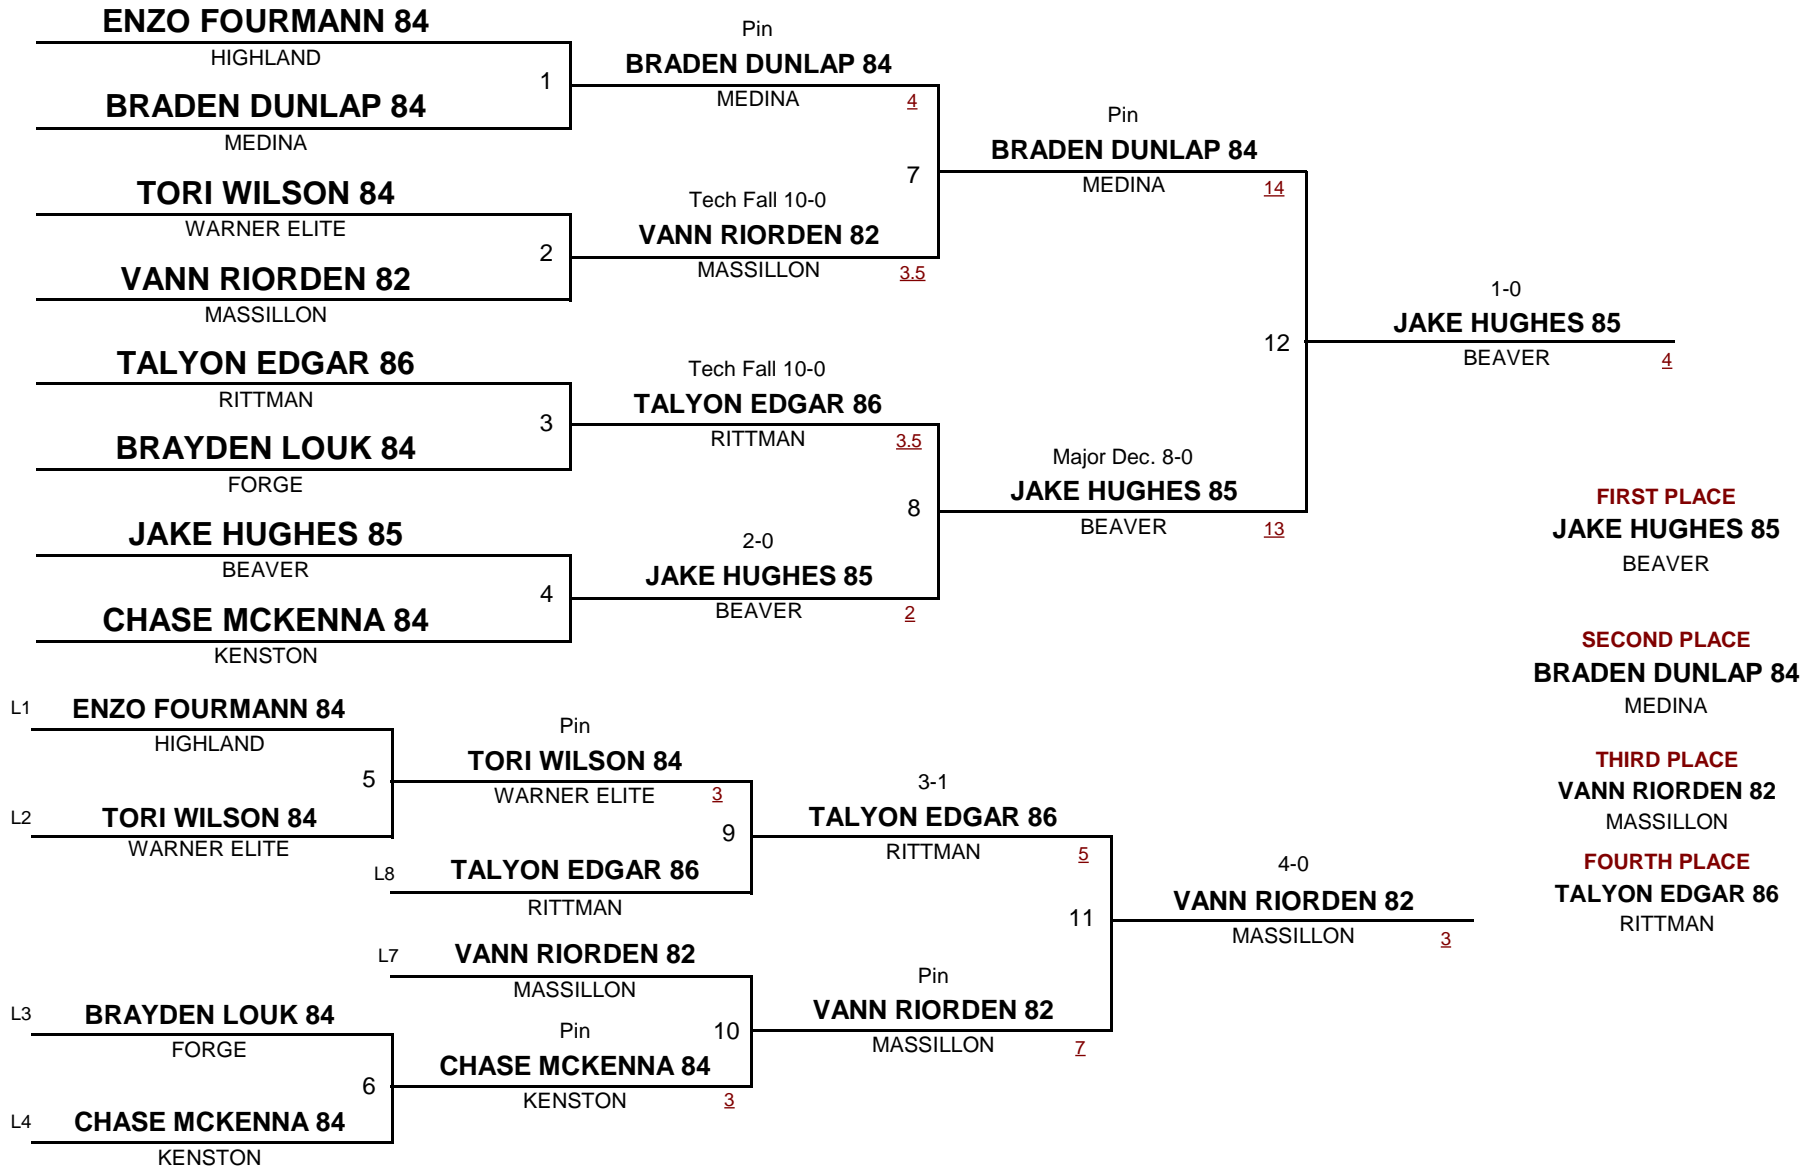 ENZO FOURMANN 84
HIGHLAND
1
BRADEN DUNLAP 84
MEDINA
TORI WILSON 84
WARNER ELITE
2
VANN RIORDEN 82
MASSILLON
TALYON EDGAR 86
RITTMAN
3
BRAYDEN LOUK 84
FORGE
JAKE HUGHES 85
BEAVER
4
CHASE MCKENNA 84
KENSTON
Pin
BRADEN DUNLAP 84
MEDINA 4
7
Tech Fall 10-0
VANN RIORDEN 82
MASSILLON 3.5
Tech Fall 10-0
TALYON EDGAR 86
RITTMAN 3.5
8
2-0
JAKE HUGHES 85
BEAVER 2
Pin
BRADEN DUNLAP 84
MEDINA 14
12
Major Dec. 8-0
JAKE HUGHES 85
BEAVER 13
1-0
JAKE HUGHES 85
BEAVER 4
FIRST PLACE
JAKE HUGHES 85
BEAVER
SECOND PLACE
BRADEN DUNLAP 84
MEDINA
THIRD PLACE
VANN RIORDEN 82
MASSILLON
FOURTH PLACE
TALYON EDGAR 86
RITTMAN
L1 ENZO FOURMANN 84
HIGHLAND
5
L2 TORI WILSON 84
WARNER ELITE
Pin
TORI WILSON 84
WARNER ELITE 3
9
L8 TALYON EDGAR 86
RITTMAN
L7 VANN RIORDEN 82
MASSILLON
L3 BRAYDEN LOUK 84
FORGE
6
L4 CHASE MCKENNA 84
KENSTON
10
Pin
CHASE MCKENNA 84
KENSTON 3
3-1
TALYON EDGAR 86
RITTMAN 5
11
Pin
VANN RIORDEN 82
MASSILLON 7
4-0
VANN RIORDEN 82
MASSILLON 3